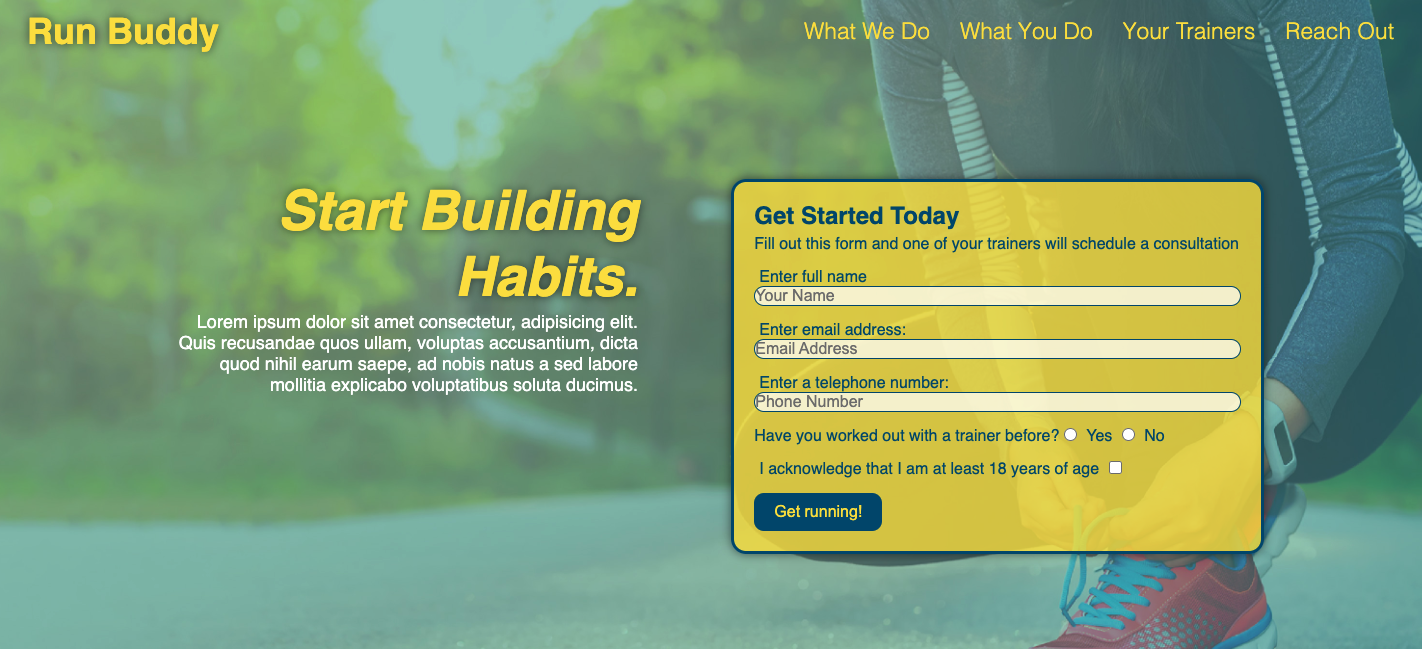 Run Buddy
What We Do What You Do Your Trainers Reach Out
Start Building
Habits.
Lorem ipsum dolor sit amet consectetur, adipisicing elit.
Quis recusandae quos ullam, voluptas accusantium, dicta
quod nihil earum saepe, ad nobis natus a sed labore
mollitia explicabo voluptatibus soluta ducimus.
Get Started Today
Fill out this form and one of your trainers will schedule a consultation
Enter full name
Your Name
Enter email address:
Email Address
Enter a telephone number:
Phone Number
Have you worked out with a trainer before? Yes No
I acknowledge that I am at least 18 years of age
Get running!